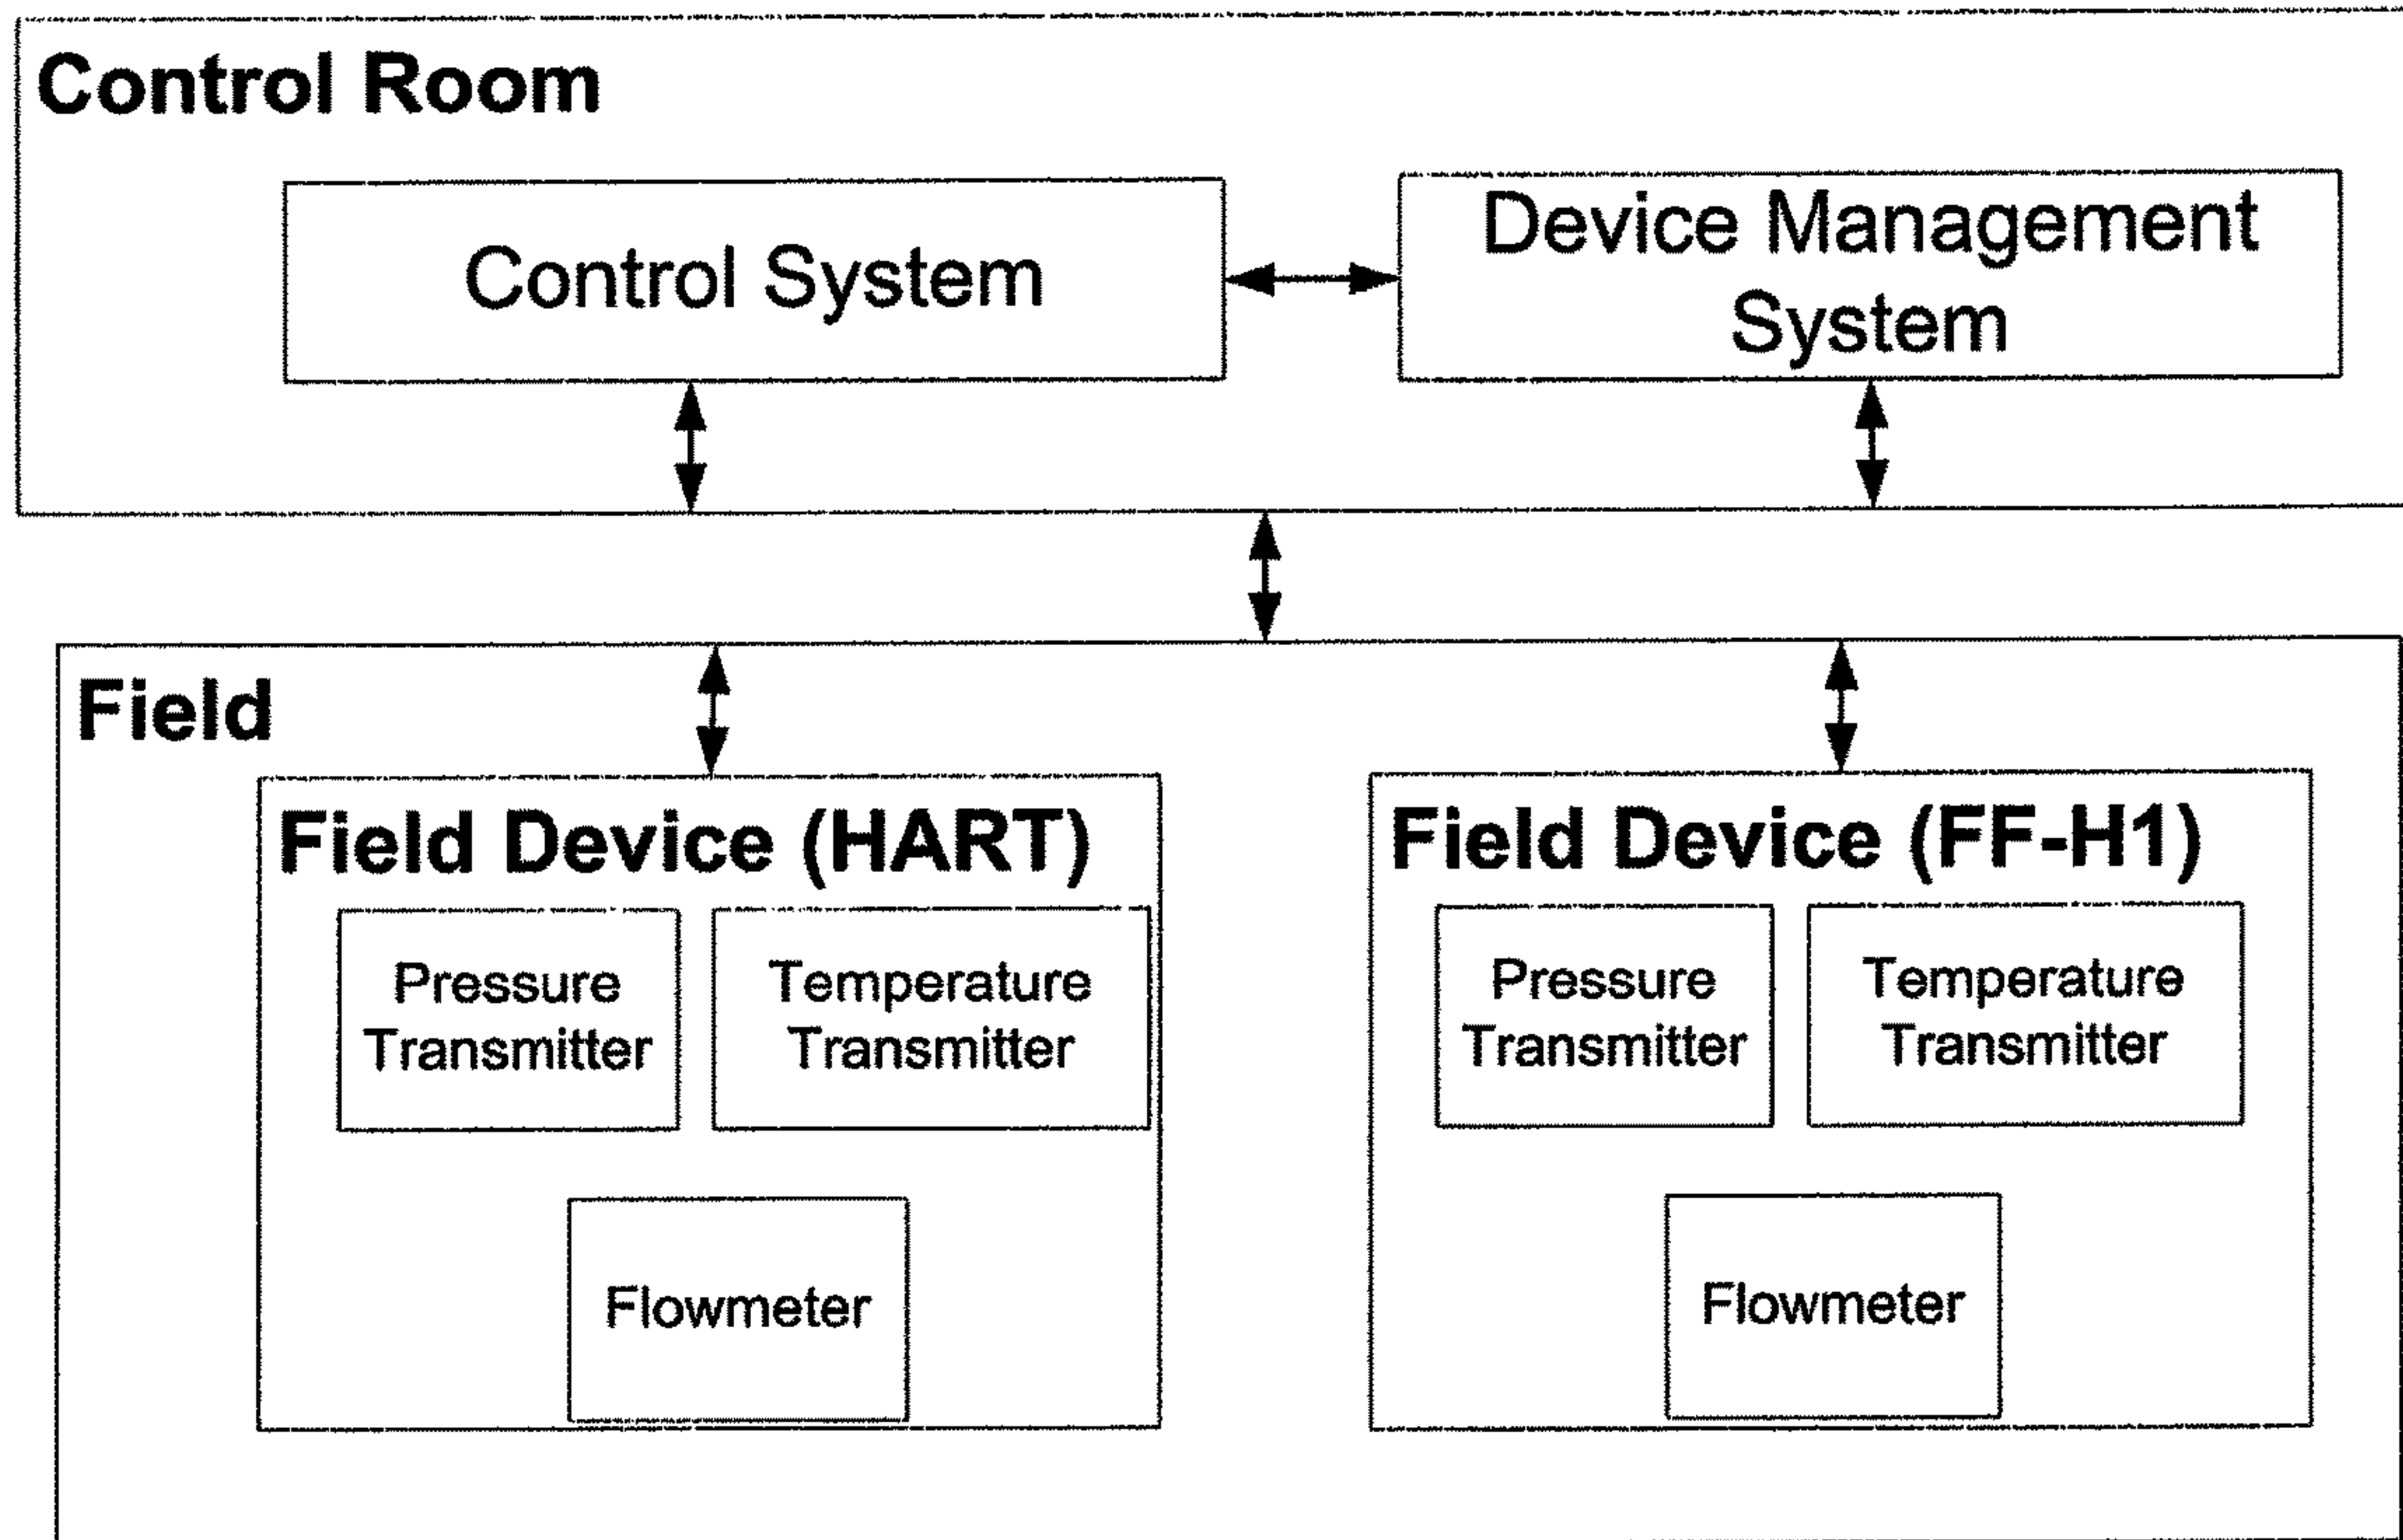 Control Room
Control System
Device Management
System
Field
Field Device (HART)
Pressure
Transmitter
Temperature
Transmitter
Flowmeter
Field Device (FF-H1)
Pressure
Transmitter
Temperature
Transmitter
Flowmeter